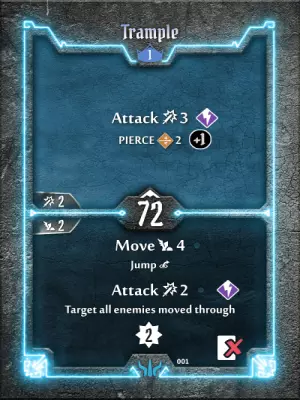 Trample
1
Attack 3
PIERCE 2 +1
2
72
2
Move 4
Jump
Attack 2
Target all enemies moved through
2
001